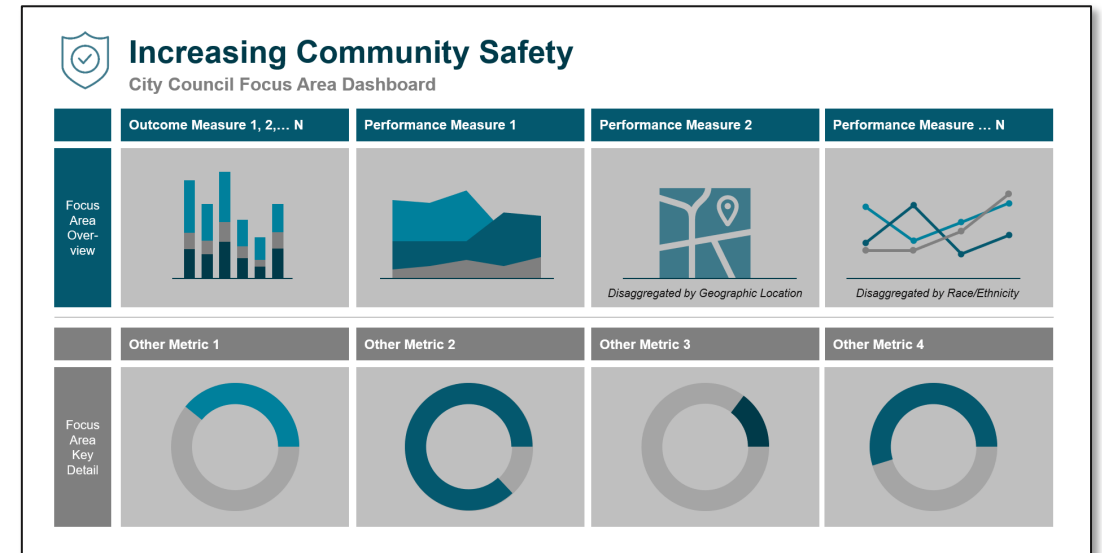 Increasing Community Safety
City Council Focus Area Dashboard
Outcome Measure 1, 2,… N
Performance Measure 1
Performance Measure 2
Performance Measure … N
Focus
Area
Over-
view
Disaggregated by Geographic Location
Disaggregated by Race/Ethnicity
Other Metric 1
Other Metric 2
Other Metric 3
Other Metric 4
Focus
Area
Key
Detail